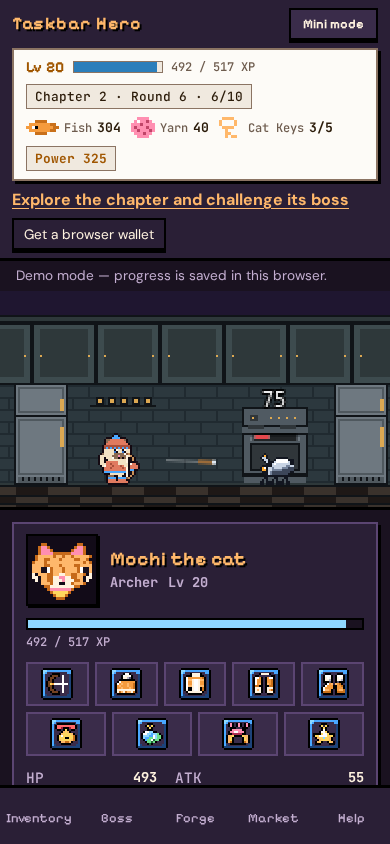 Taskbar Hero
Mini mode
Lv 20 492 / 517 XP
Chapter 2 · Round 6 · 6/10
Fish 304 Yarn 40 Cat Keys 3/5
Power 325
Explore the chapter and challenge its boss
Get a browser wallet
Demo mode — progress is saved in this browser.
75
Mochi the cat
Archer Lv 20
492 / 517 XP
HP 493 ATK 55
Inventory Boss Forge Market Help